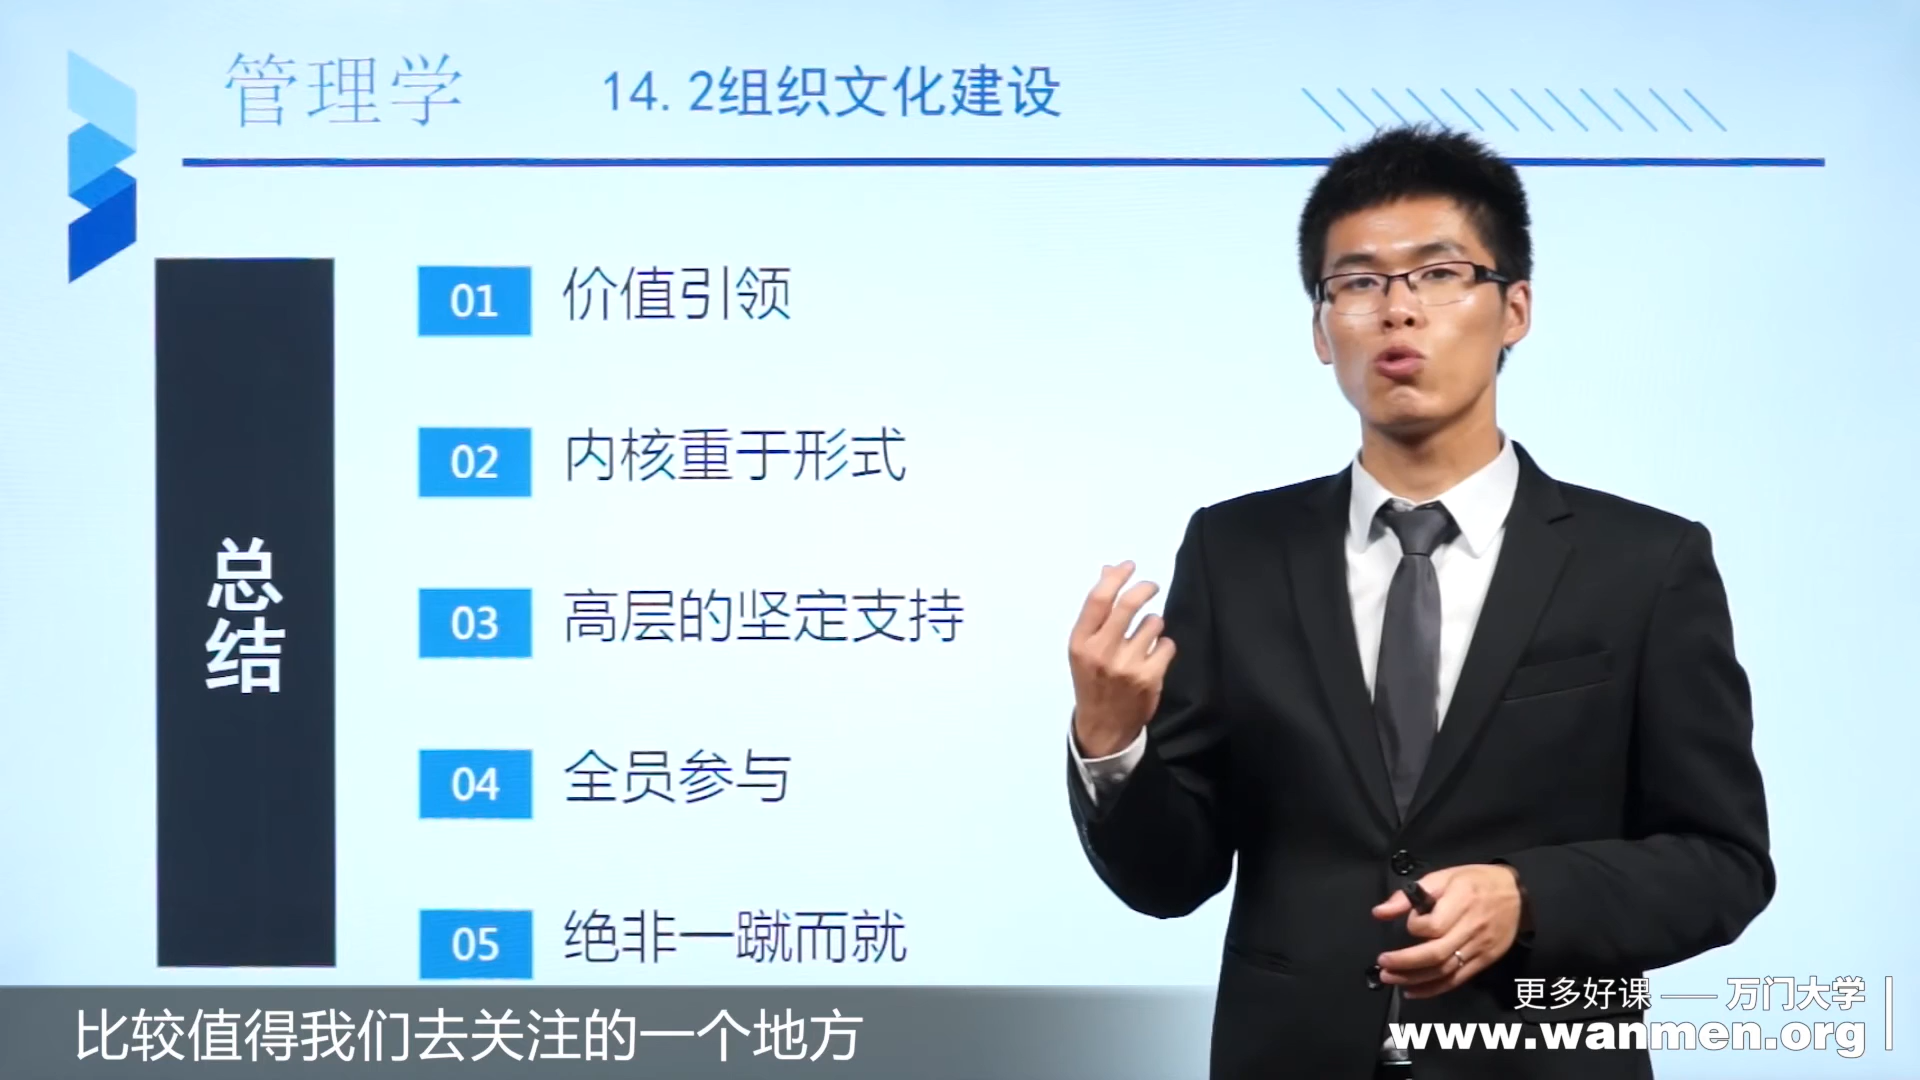 管理学
14.2组织文化建设
总结
01 价值引领
02 内核重于形式
03 高层的坚定支持
04 全员参与
05 绝非一蹴而就
比较值得我们去关注的一个地方
更多好课——万门大学
www.wanmen.org